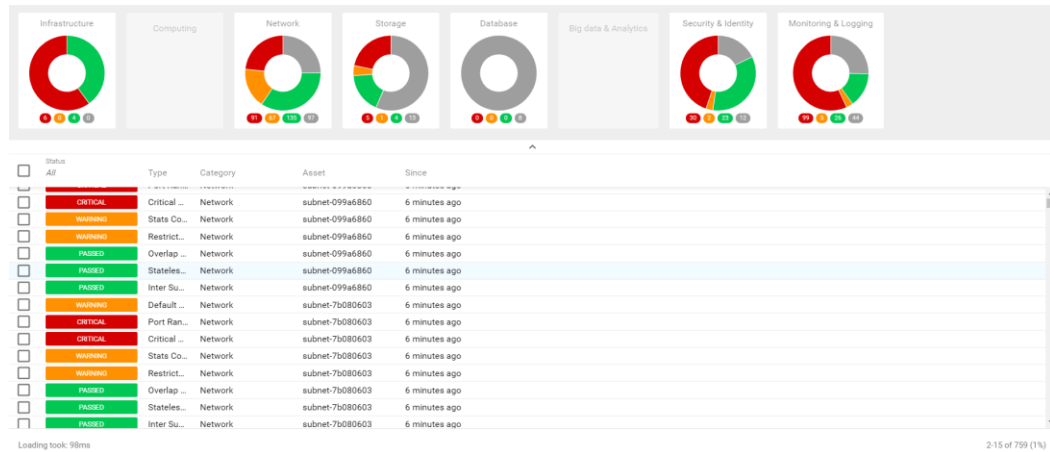 Infrastructure
Computing
Network
Storage
Database
Big data & Analytics
Security & Identity
Monitoring & Logging
6 0 4 0
91 67 135 97
5 1 4 13
0 0 0 8
30 2 23 12
99 5 26 44
Status
All Type Category Asset Since
CRITICAL Critical ... Network subnet-099a6860 6 minutes ago
WARNING Stats Co... Network subnet-099a6860 6 minutes ago
WARNING Restrict... Network subnet-099a6860 6 minutes ago
PASSED Overlap ... Network subnet-099a6860 6 minutes ago
PASSED Stateles... Network subnet-099a6860 6 minutes ago
PASSED Inter Su... Network subnet-099a6860 6 minutes ago
WARNING Default ... Network subnet-7b080603 6 minutes ago
CRITICAL Port Ran... Network subnet-7b080603 6 minutes ago
CRITICAL Critical ... Network subnet-7b080603 6 minutes ago
WARNING Stats Co... Network subnet-7b080603 6 minutes ago
WARNING Restrict... Network subnet-7b080603 6 minutes ago
PASSED Overlap ... Network subnet-7b080603 6 minutes ago
PASSED Stateles... Network subnet-7b080603 6 minutes ago
PASSED Inter Su... Network subnet-7b080603 6 minutes ago
Loading took: 98ms
2-15 of 759 (1%)